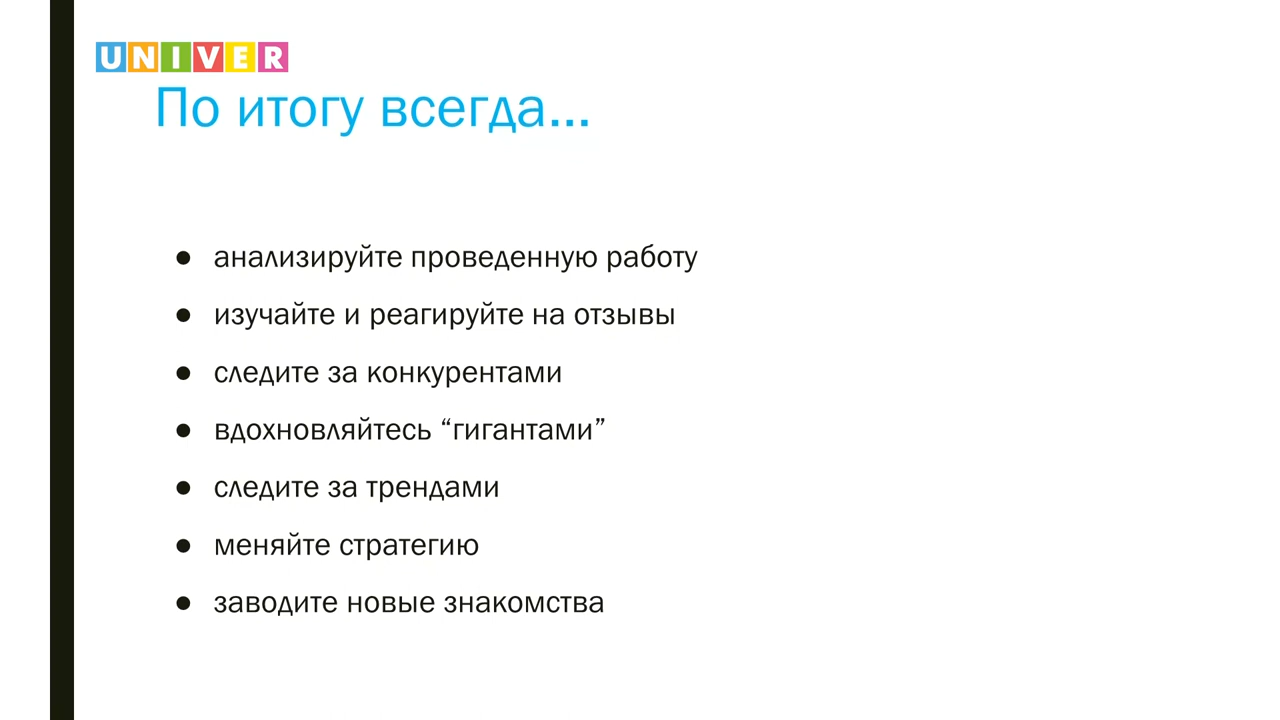 UNIVER
По итогу всегда...
● анализируйте проведенную работу
● изучайте и реагируйте на отзывы
● следите за конкурентами
● вдохновляйтесь “гигантами”
● следите за трендами
● меняйте стратегию
● заводите новые знакомства